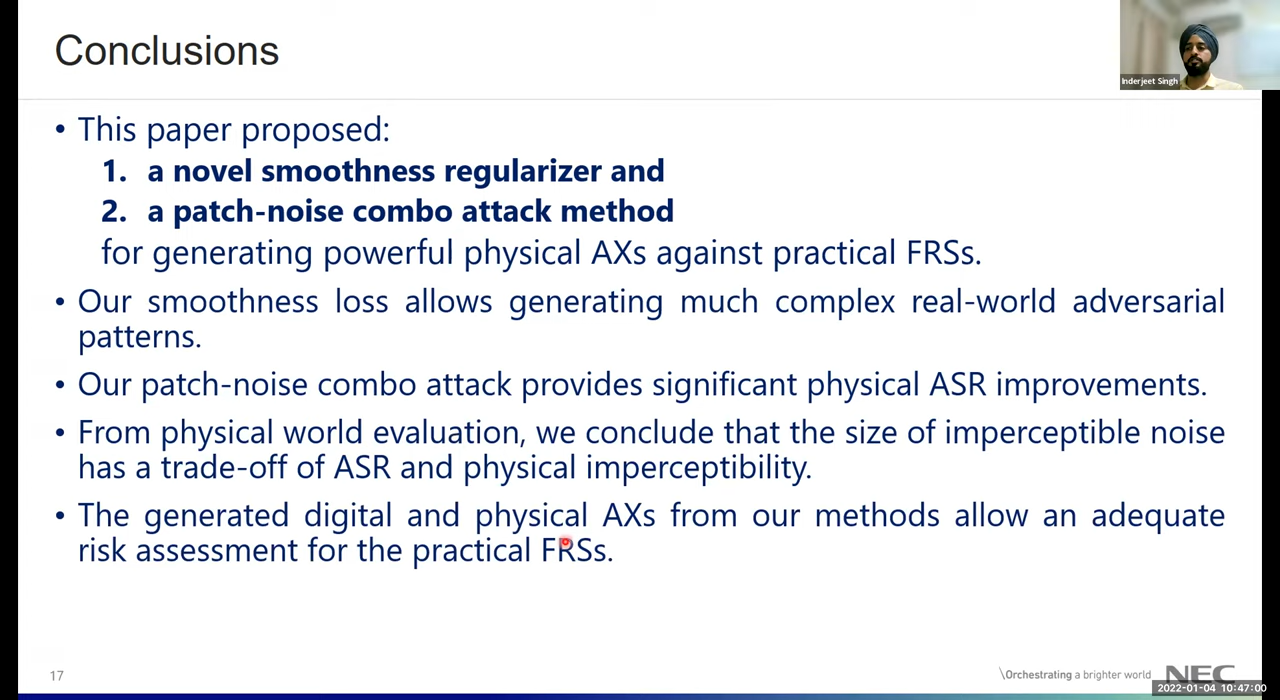 Conclusions
Inderjeet Singh
• This paper proposed:
1. a novel smoothness regularizer and
2. a patch-noise combo attack method
for generating powerful physical AXs against practical FRSs.
• Our smoothness loss allows generating much complex real-world adversarial
patterns.
• Our patch-noise combo attack provides significant physical ASR improvements.
• From physical world evaluation, we conclude that the size of imperceptible noise
has a trade-off of ASR and physical imperceptibility.
• The generated digital and physical AXs from our methods allow an adequate
risk assessment for the practical FRSs.
17
\Orchestrating a brighter world
NEC
2022-01-04 10:47:00